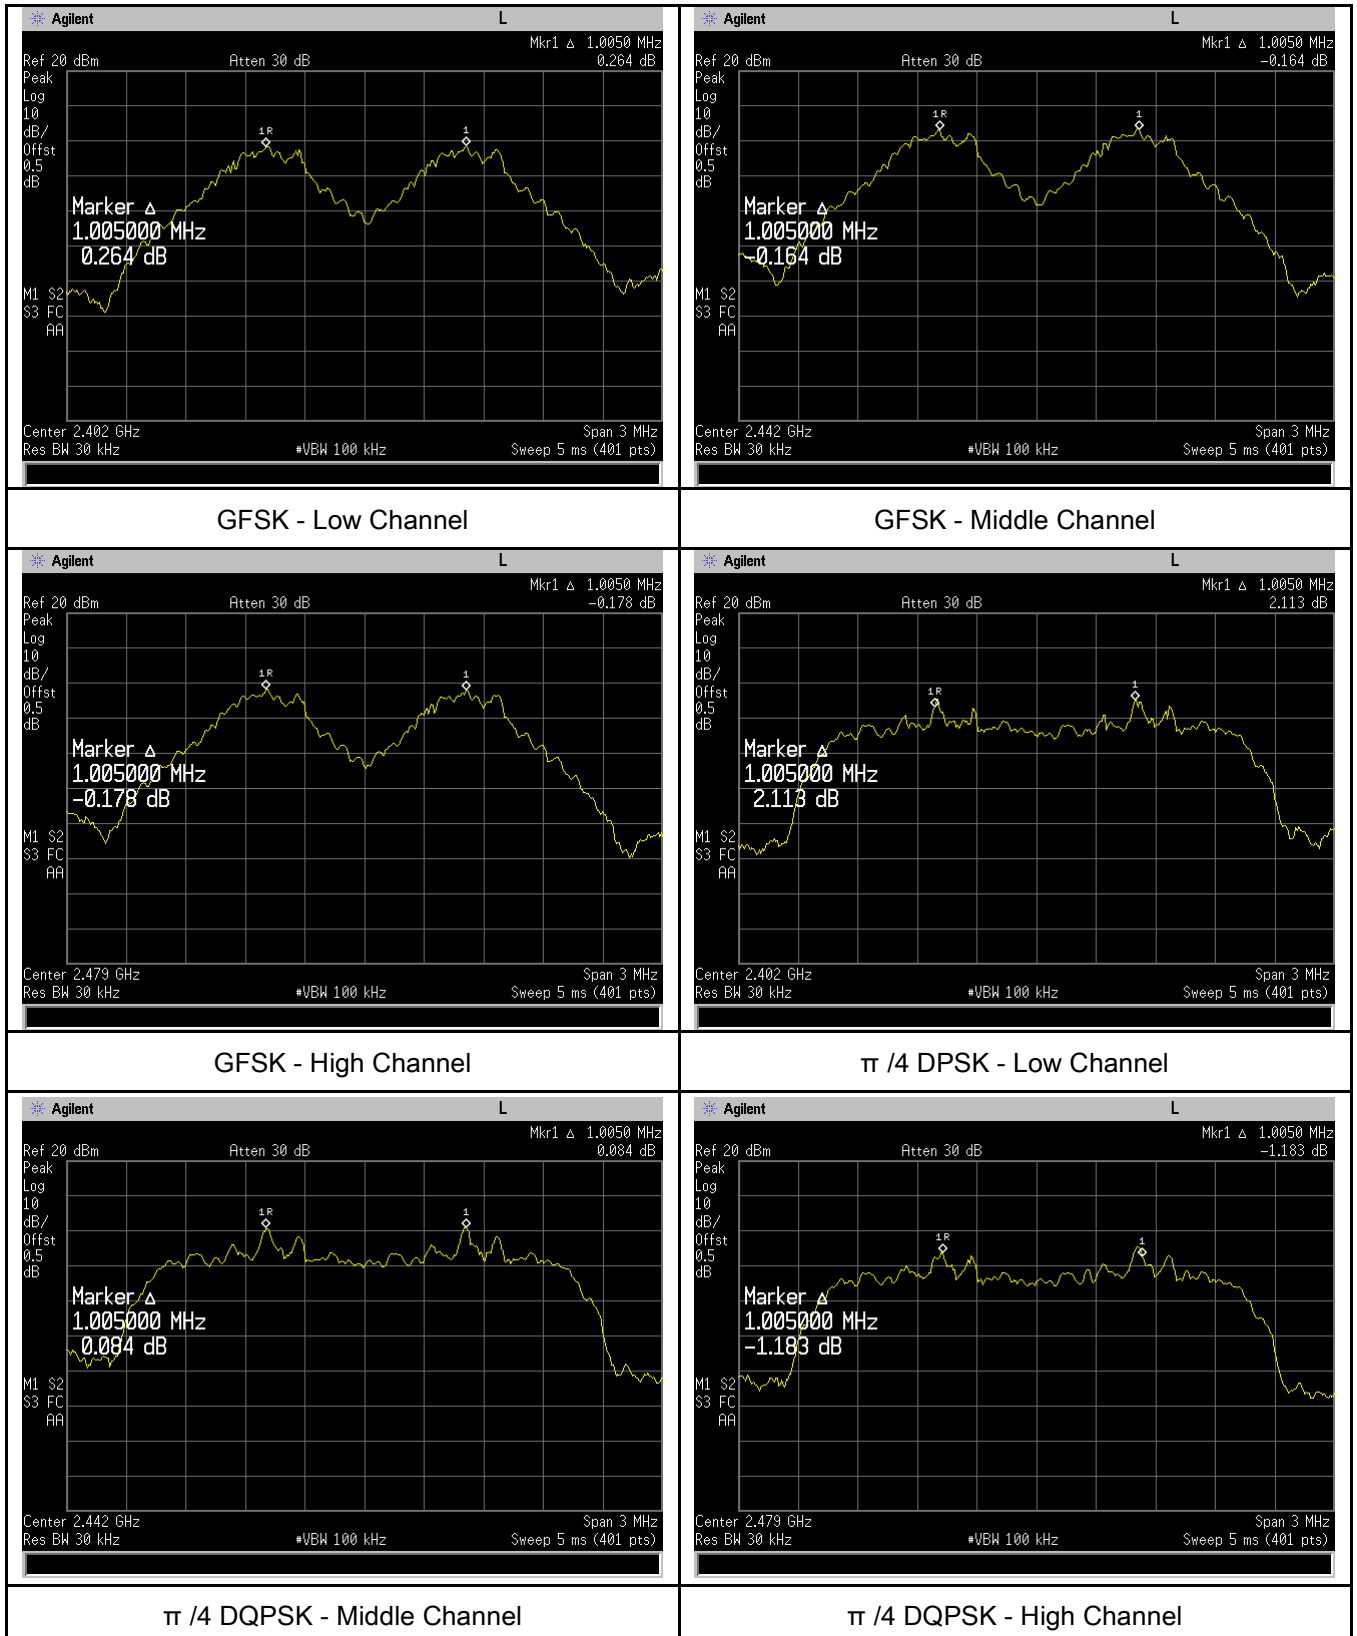 Agilent L
Mkr1 Δ 1.0050 MHz
Ref 20 dBm Atten 30 dB 0.264 dB
Peak
Log
10
dB/
Offst
0.5
dB
1R 1
Marker Δ
1.005000 MHz
0.264 dB
M1 S2
S3 FC
AA
Center 2.402 GHz Span 3 MHz
Res BW 30 kHz #VBW 100 kHz Sweep 5 ms (401 pts)
GFSK - Low Channel
Agilent L
Mkr1 Δ 1.0050 MHz
Ref 20 dBm Atten 30 dB -0.164 dB
Peak
Log
10
dB/
Offst
0.5
dB
1R 1
Marker Δ
1.005000 MHz
-0.164 dB
M1 S2
S3 FC
AA
Center 2.442 GHz Span 3 MHz
Res BW 30 kHz #VBW 100 kHz Sweep 5 ms (401 pts)
GFSK - Middle Channel
Agilent L
Mkr1 Δ 1.0050 MHz
Ref 20 dBm Atten 30 dB -0.178 dB
Peak
Log
10
dB/
Offst
0.5
dB
1R 1
Marker Δ
1.005000 MHz
-0.178 dB
M1 S2
S3 FC
AA
Center 2.479 GHz Span 3 MHz
Res BW 30 kHz #VBW 100 kHz Sweep 5 ms (401 pts)
GFSK - High Channel
Agilent L
Mkr1 Δ 1.0050 MHz
Ref 20 dBm Atten 30 dB 2.113 dB
Peak
Log
10
dB/
Offst
0.5
dB
1R 1
Marker Δ
1.005000 MHz
2.113 dB
M1 S2
S3 FC
AA
Center 2.402 GHz Span 3 MHz
Res BW 30 kHz #VBW 100 kHz Sweep 5 ms (401 pts)
π /4 DPSK - Low Channel
Agilent L
Mkr1 Δ 1.0050 MHz
Ref 20 dBm Atten 30 dB 0.084 dB
Peak
Log
10
dB/
Offst
0.5
dB
1R 1
Marker Δ
1.005000 MHz
0.084 dB
M1 S2
S3 FC
AA
Center 2.442 GHz Span 3 MHz
Res BW 30 kHz #VBW 100 kHz Sweep 5 ms (401 pts)
π /4 DQPSK - Middle Channel
Agilent L
Mkr1 Δ 1.0050 MHz
Ref 20 dBm Atten 30 dB -1.183 dB
Peak
Log
10
dB/
Offst
0.5
dB
1R 1
Marker Δ
1.005000 MHz
-1.183 dB
M1 S2
S3 FC
AA
Center 2.479 GHz Span 3 MHz
Res BW 30 kHz #VBW 100 kHz Sweep 5 ms (401 pts)
π /4 DQPSK - High Channel